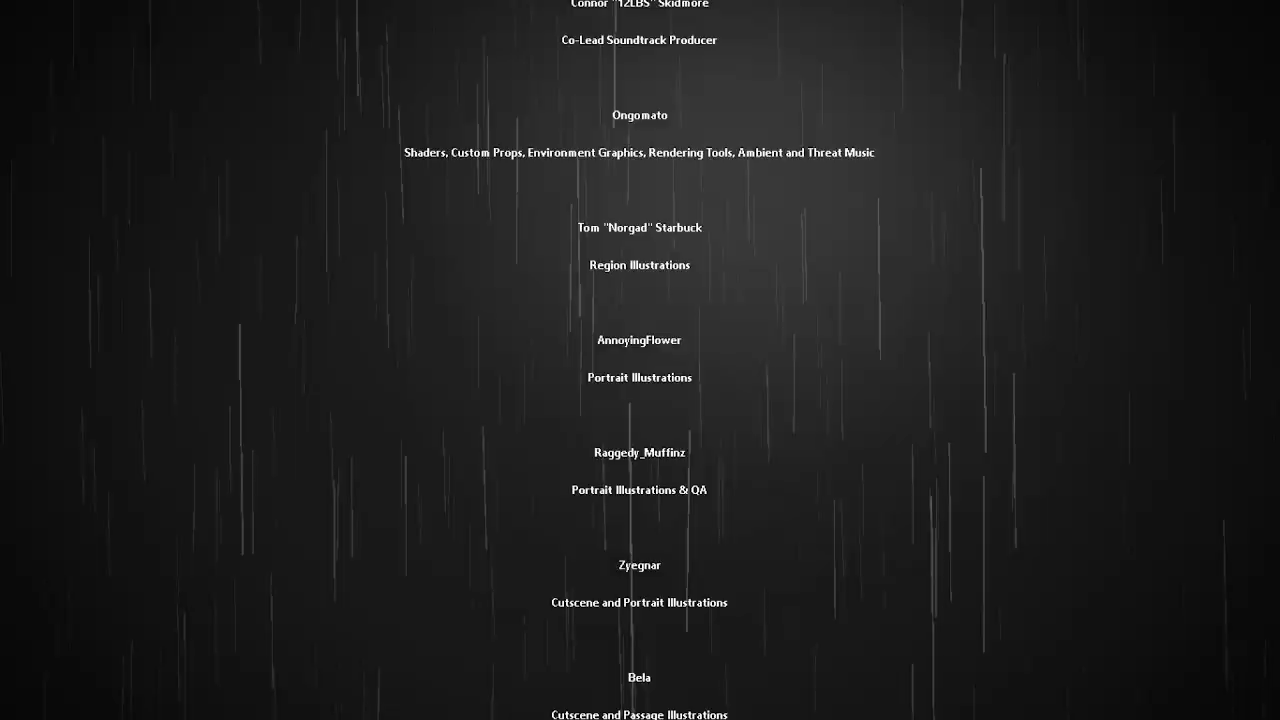 Connor "12LBS" Skidmore
Co-Lead Soundtrack Producer
Ongomato
Shaders, Custom Props, Environment Graphics, Rendering Tools, Ambient and Threat Music
Tom "Norgad" Starbuck
Region Illustrations
AnnoyingFlower
Portrait Illustrations
Raggedy_Muffinz
Portrait Illustrations & QA
Zyegnar
Cutscene and Portrait Illustrations
Bela
Cutscene and Passage Illustrations